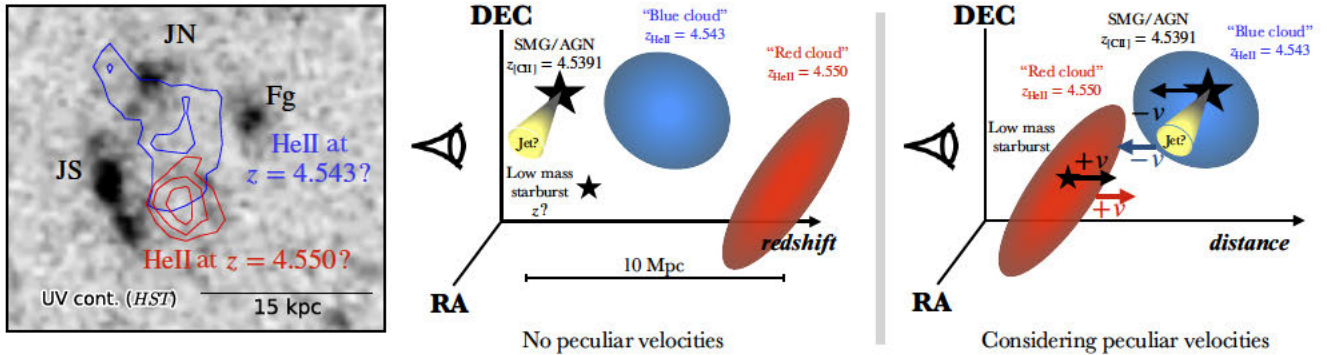 JN
Fg
HeII at
z = 4.543?
JS
HeII at z = 4.550?
UV cont. (HST)
15 kpc
DEC
SMG/AGN
z[CII] = 4.5391
"Blue cloud"
zHeII = 4.543
"Red cloud"
zHeII = 4.550
Jet?
Low mass
starburst
z?
redshift
10 Mpc
RA
No peculiar velocities
DEC
SMG/AGN
z[CII] = 4.5391
"Blue cloud"
zHeII = 4.543
"Red cloud"
zHeII = 4.550
−v
Low mass
starburst
Jet?
−v
+v
+v
distance
RA
Considering peculiar velocities